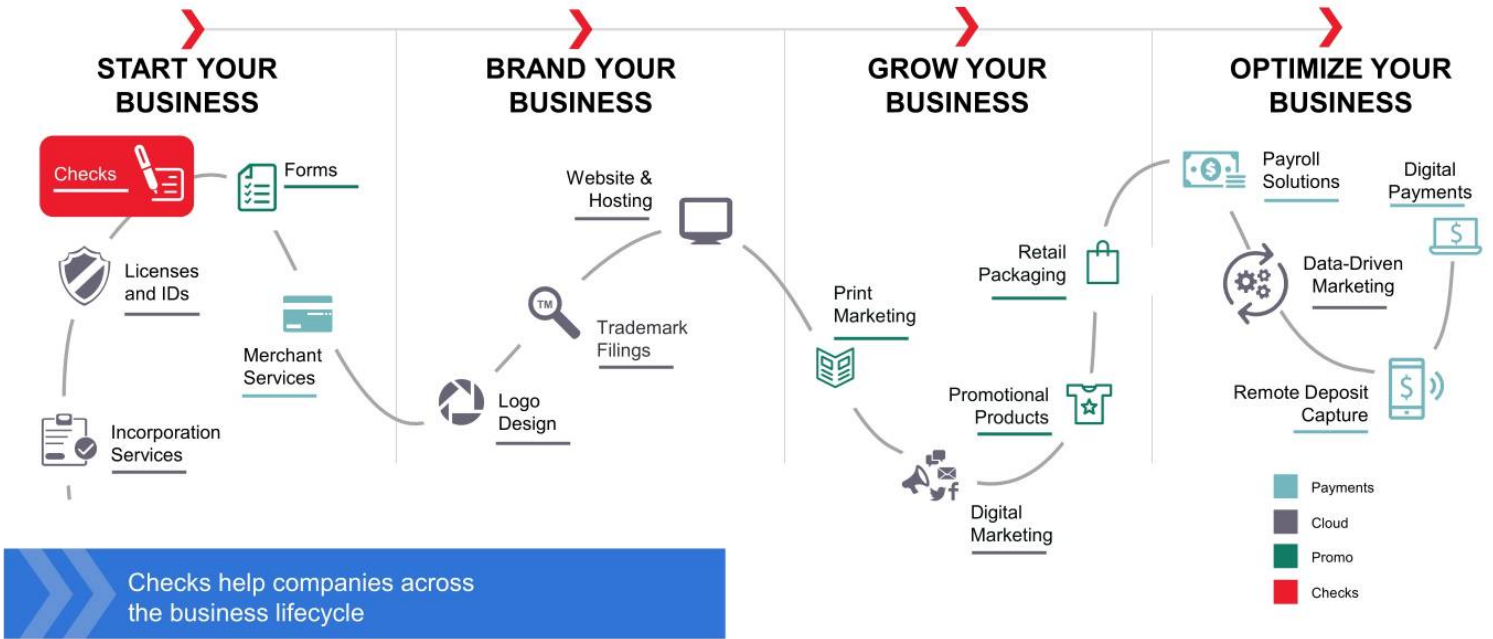 START YOUR
BUSINESS
BRAND YOUR
BUSINESS
GROW YOUR
BUSINESS
OPTIMIZE YOUR
BUSINESS
Checks
Forms
Licenses
and IDs
Merchant
Services
Incorporation
Services
Website &
Hosting
TM
Trademark
Filings
Logo
Design
Print
Marketing
Retail
Packaging
Promotional
Products
Digital
Marketing
$
Payroll
Solutions
Digital
Payments
$
Data-Driven
Marketing
Remote Deposit
Capture
$
Payments
Cloud
Promo
Checks
Checks help companies across
the business lifecycle